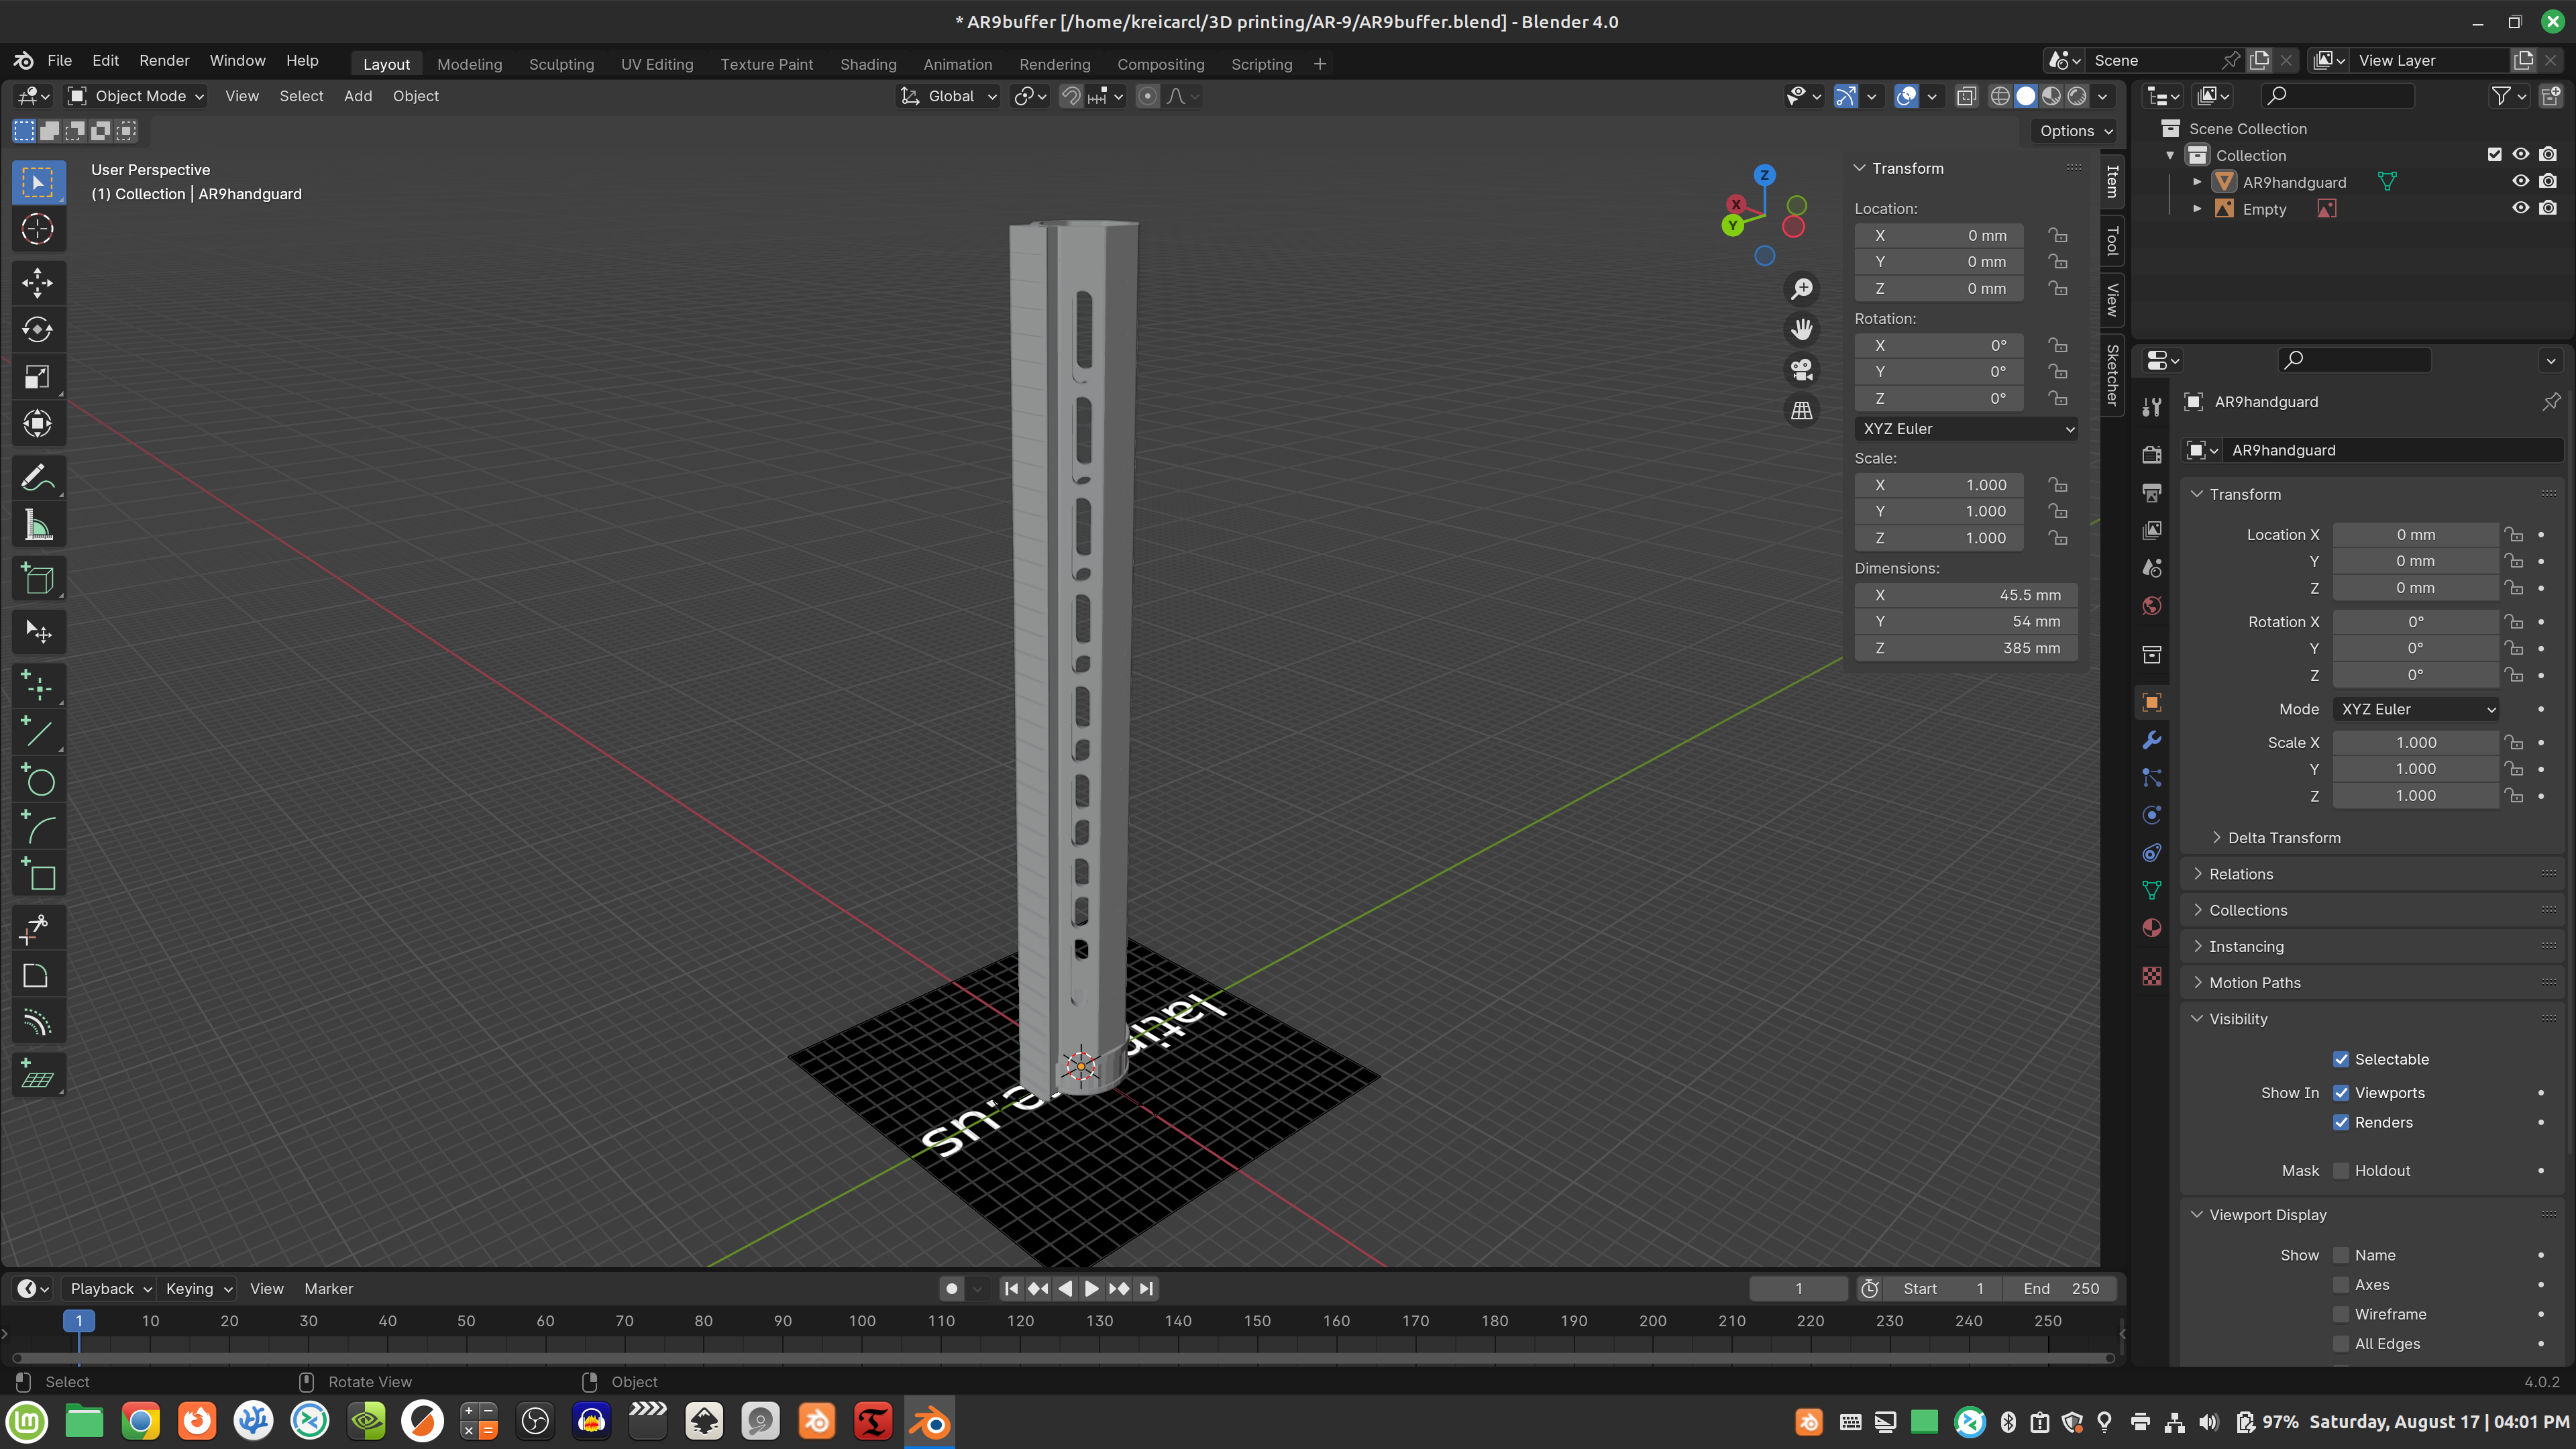 * AR9buffer [/home/kreicarcl/3D printing/AR-9/AR9buffer.blend] - Blender 4.0
File Edit Render Window Help
Layout Modeling Sculpting UV Editing Texture Paint Shading Animation Rendering Compositing Scripting +
Scene
View Layer
Object Mode View Select Add Object
Global
Options
User Perspective
(1) Collection | AR9handguard
Z
X
Y
Transform
Location:
X 0 mm
Y 0 mm
Z 0 mm
Rotation:
X 0°
Y 0°
Z 0°
XYZ Euler
Scale:
X 1.000
Y 1.000
Z 1.000
Dimensions:
X 45.5 mm
Y 54 mm
Z 385 mm
Item
Tool
View
Sketcher
Scene Collection
Collection
AR9handguard
Empty
AR9handguard
AR9handguard
Transform
Location X 0 mm
Y 0 mm
Z 0 mm
Rotation X 0°
Y 0°
Z 0°
Mode XYZ Euler
Scale X 1.000
Y 1.000
Z 1.000
Delta Transform
Relations
Collections
Instancing
Motion Paths
Visibility
Selectable
Show In Viewports
Renders
Mask Holdout
Viewport Display
Show Name
Axes
Wireframe
All Edges
Playback Keying View Marker
1
Start 1
End 250
1 10 20 30 40 50 60 70 80 90 100 110 120 130 140 150 160 170 180 190 200 210 220 230 240 250
Select
Rotate View
Object
4.0.2
97% Saturday, August 17 | 04:01 PM